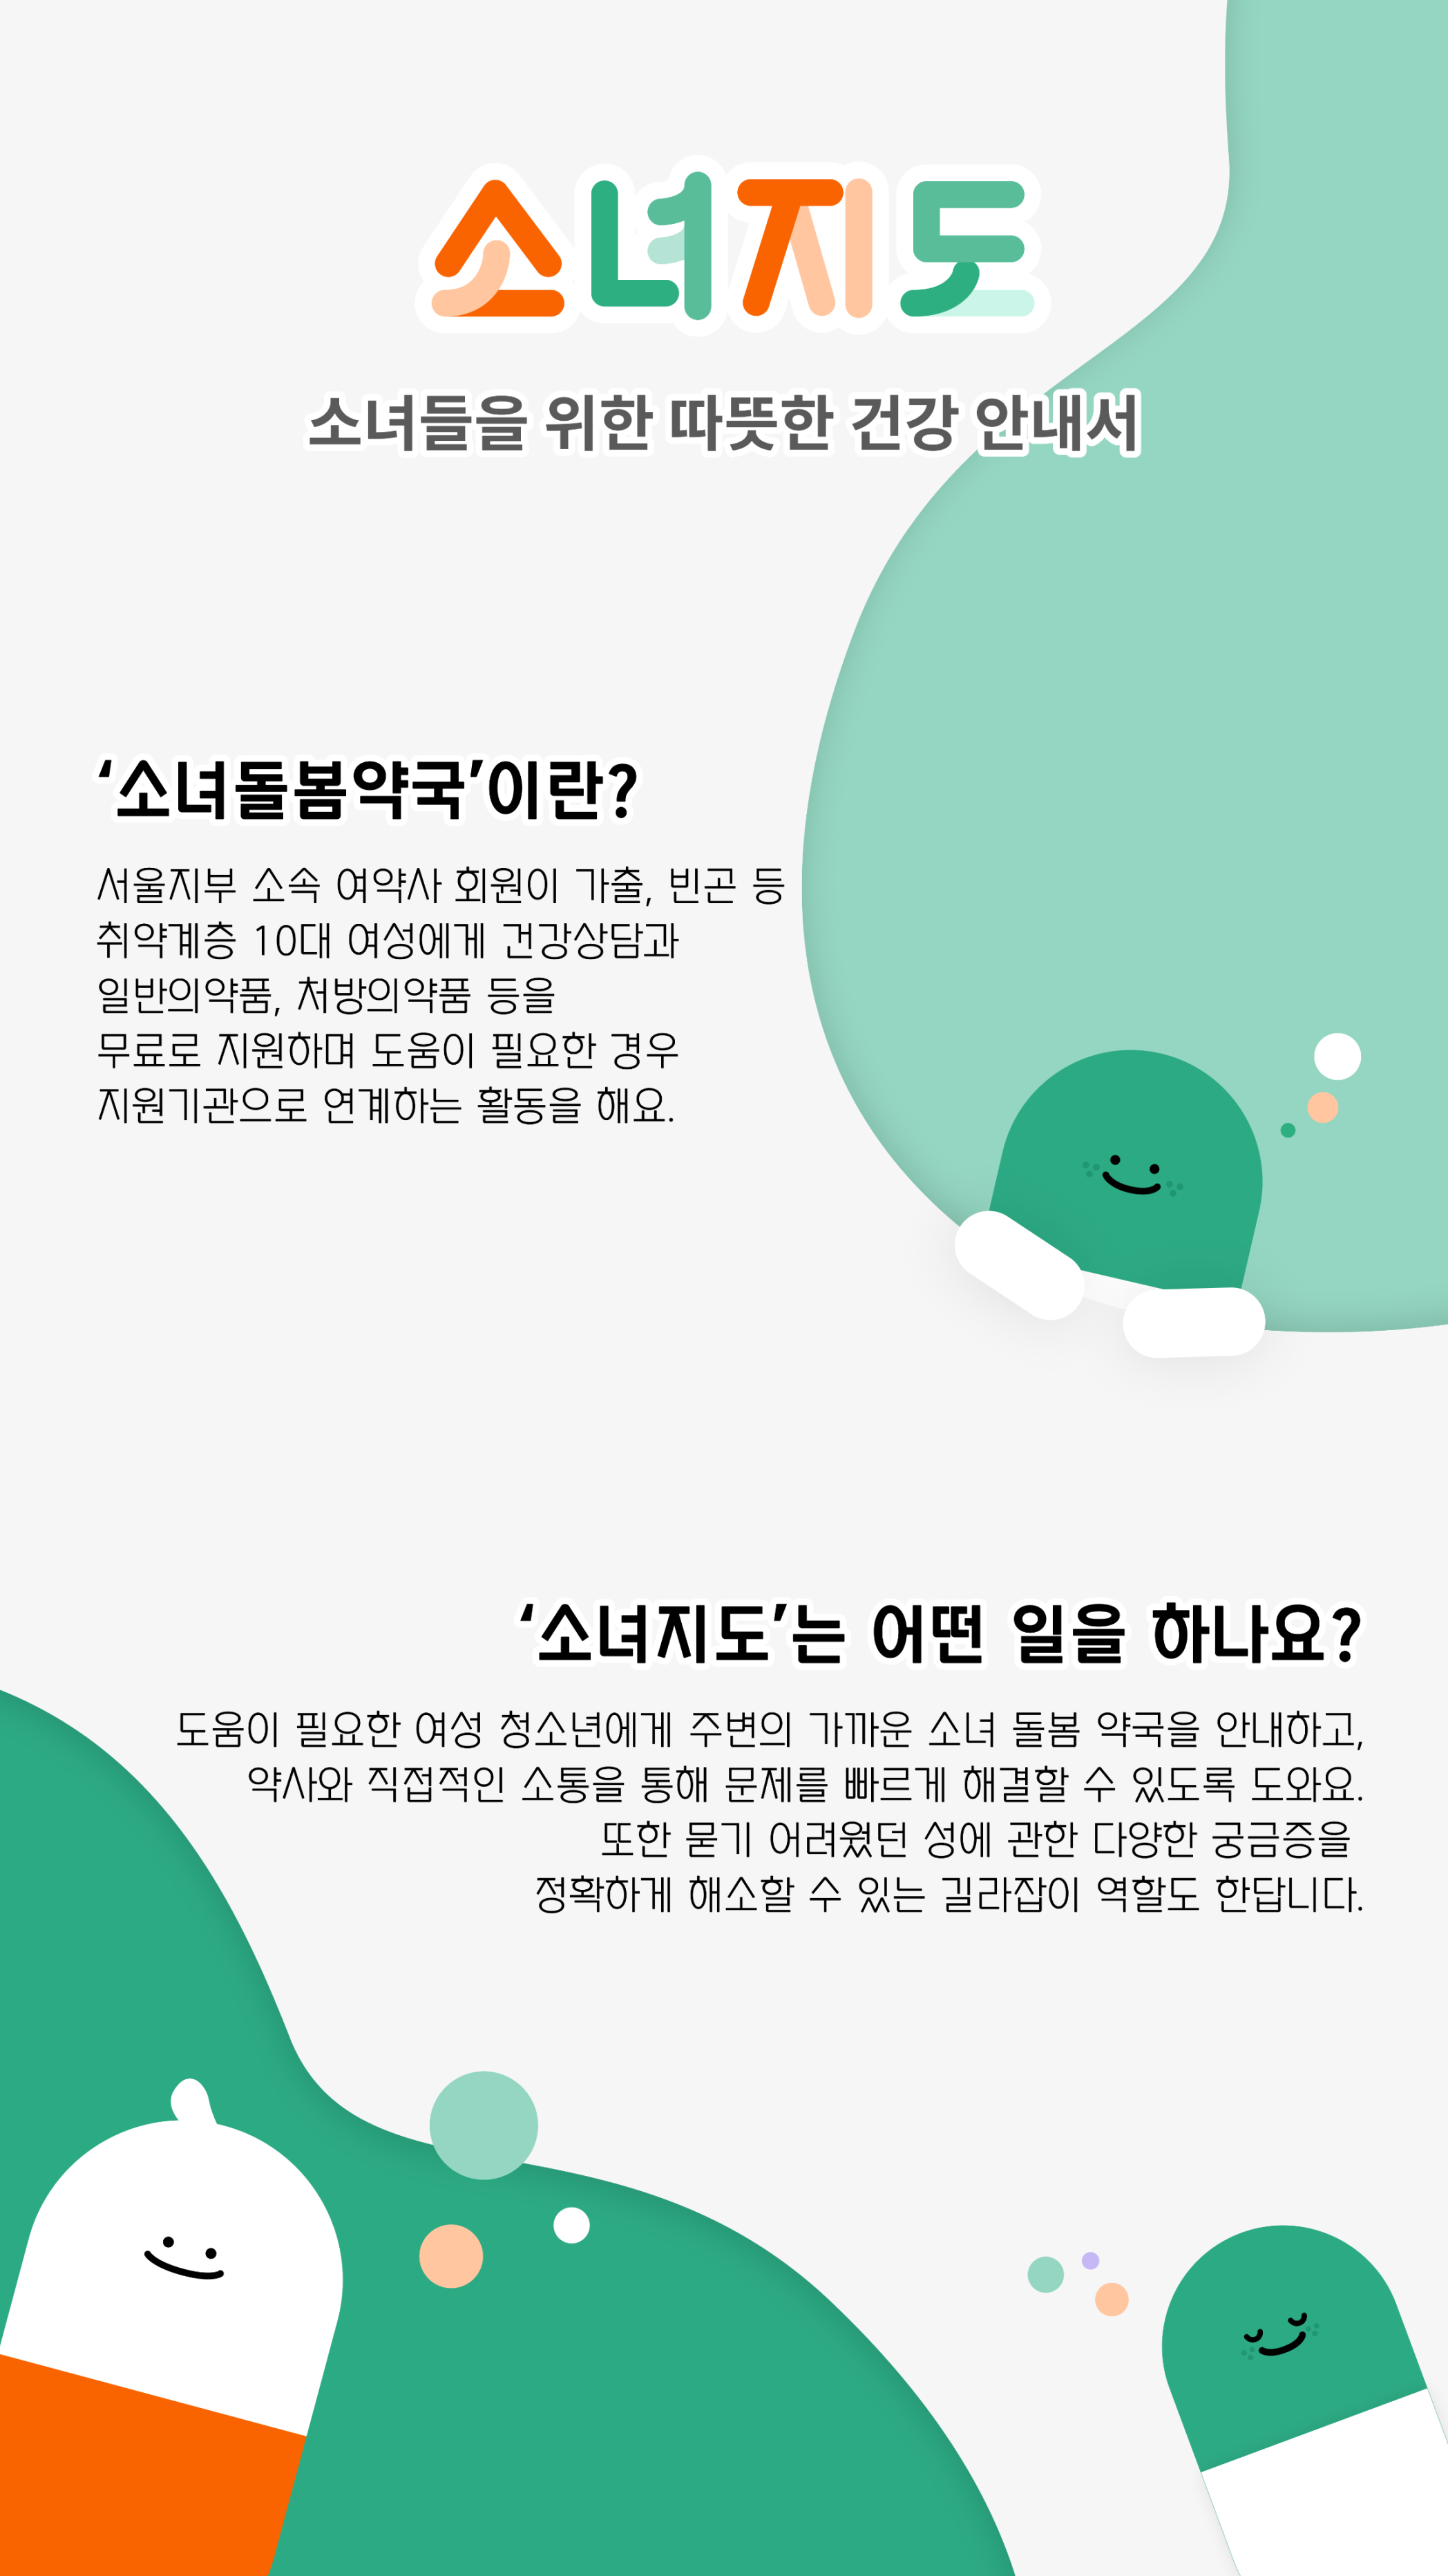 소녀지도
소녀들을 위한 따뜻한 건강 안내서
‘소녀돌봄약국’이란?
서울지부 소속 여약사 회원이 가출, 빈곤 등
취약계층 10대 여성에게 건강상담과
일반의약품, 처방의약품 등을
무료로 지원하며 도움이 필요한 경우
지원기관으로 연계하는 활동을 해요.
‘소녀지도’는 어떤 일을 하나요?
도움이 필요한 여성 청소년에게 주변의 가까운 소녀 돌봄 약국을 안내하고,
약사와 직접적인 소통을 통해 문제를 빠르게 해결할 수 있도록 도와요.
또한 묻기 어려웠던 성에 관한 다양한 궁금증을
정확하게 해소할 수 있는 길라잡이 역할도 한답니다.